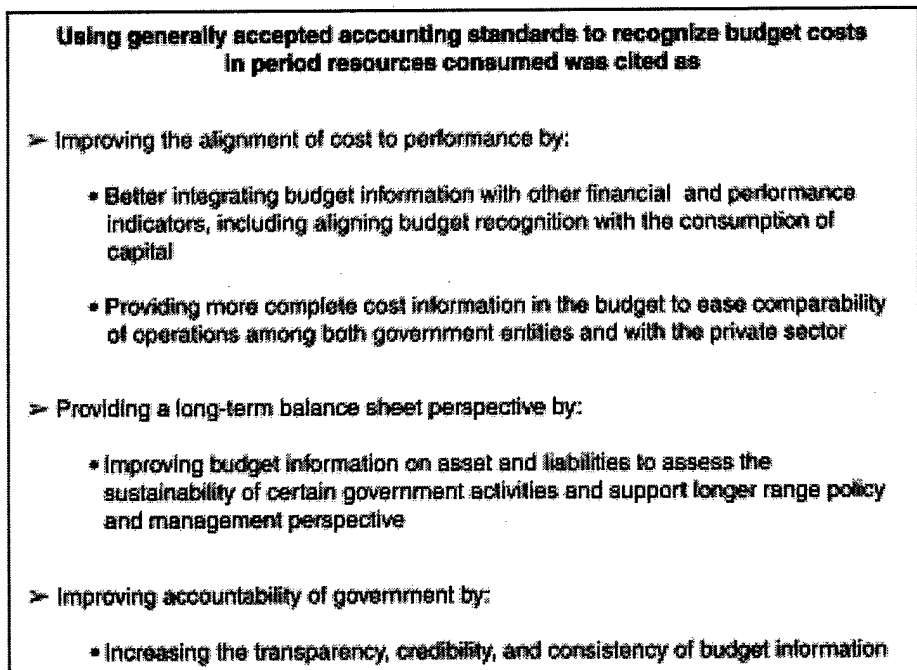 Using generally accepted accounting standards to recognize budget costs
in period resources consumed was cited as
➢ Improving the alignment of cost to performance by:
• Better integrating budget information with other financial and performance
indicators, including aligning budget recognition with the consumption of
capital
• Providing more complete cost information in the budget to ease comparability
of operations among both government entities and with the private sector
➢ Providing a long-term balance sheet perspective by:
• Improving budget information on asset and liabilities to assess the
sustainability of certain government activities and support longer range policy
and management perspective
➢ Improving accountability of government by:
• Increasing the transparency, credibility, and consistency of budget information